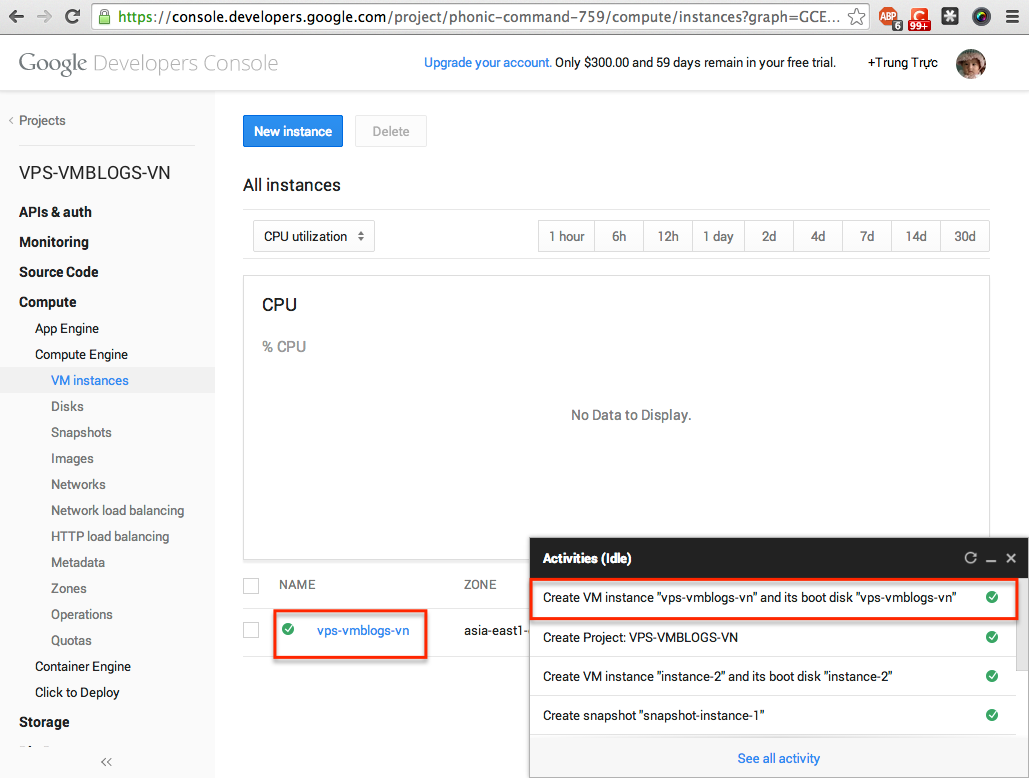 https://console.developers.google.com/project/phonic-command-759/compute/instances?graph=GCE...
ABP
6
99+
Google Developers Console
Upgrade your account. Only $300.00 and 59 days remain in your free trial.
+Trung Trực
Projects
VPS-VMBLOGS-VN
APIs & auth
Monitoring
Source Code
Compute
App Engine
Compute Engine
VM instances
Disks
Snapshots
Images
Networks
Network load balancing
HTTP load balancing
Metadata
Zones
Operations
Quotas
Container Engine
Click to Deploy
Storage
New instance
Delete
All instances
CPU utilization
1 hour 6h 12h 1 day 2d 4d 7d 14d 30d
CPU
% CPU
No Data to Display.
NAME ZONE
vps-vmblogs-vn asia-east1-
Activities (Idle)
Create VM instance "vps-vmblogs-vn" and its boot disk "vps-vmblogs-vn"
Create Project: VPS-VMBLOGS-VN
Create VM instance "instance-2" and its boot disk "instance-2"
Create snapshot "snapshot-instance-1"
See all activity